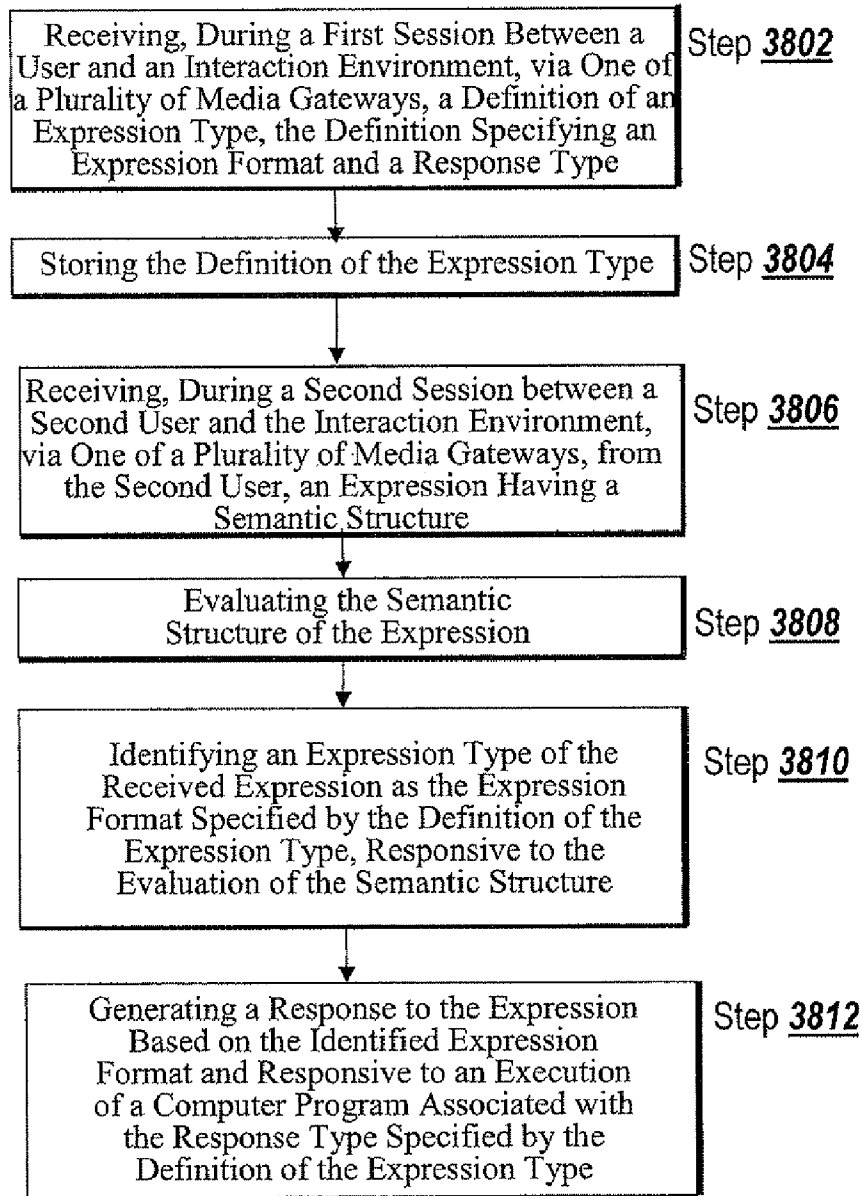 Receiving, During a First Session Between a
User and an Interaction Environment, via One of
a Plurality of Media Gateways, a Definition of an
Expression Type, the Definition Specifying an
Expression Format and a Response Type
Step 3802
Storing the Definition of the Expression Type
Step 3804
Receiving, During a Second Session between a
Second User and the Interaction Environment,
via One of a Plurality of Media Gateways, from
the Second User, an Expression Having a
Semantic Structure
Step 3806
Evaluating the Semantic
Structure of the Expression
Step 3808
Identifying an Expression Type of the
Received Expression as the Expression
Format Specified by the Definition of the
Expression Type, Responsive to the
Evaluation of the Semantic Structure
Step 3810
Generating a Response to the Expression
Based on the Identified Expression
Format and Responsive to an Execution
of a Computer Program Associated with
the Response Type Specified by the
Definition of the Expression Type
Step 3812